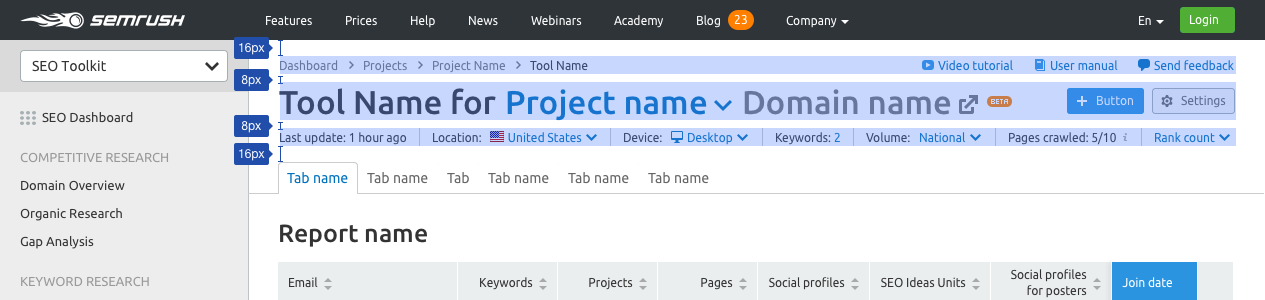 SEMRUSH Features Prices Help News Webinars Academy Blog 23 Company En Login
16px
SEO Toolkit
Dashboard > Projects > Project Name > Tool Name Video tutorial User manual Send feedback
8px
Tool Name for Project name Domain name BETA + Button Settings
SEO Dashboard
8px
Last update: 1 hour ago Location: United States Device: Desktop Keywords: 2 Volume: National Pages crawled: 5/10 i Rank count
16px
COMPETITIVE RESEARCH
Tab name Tab name Tab Tab name Tab name Tab name
Domain Overview
Organic Research
Gap Analysis
Report name
KEYWORD RESEARCH
Email Keywords Projects Pages Social profiles SEO Ideas Units Social profiles
for posters Join date